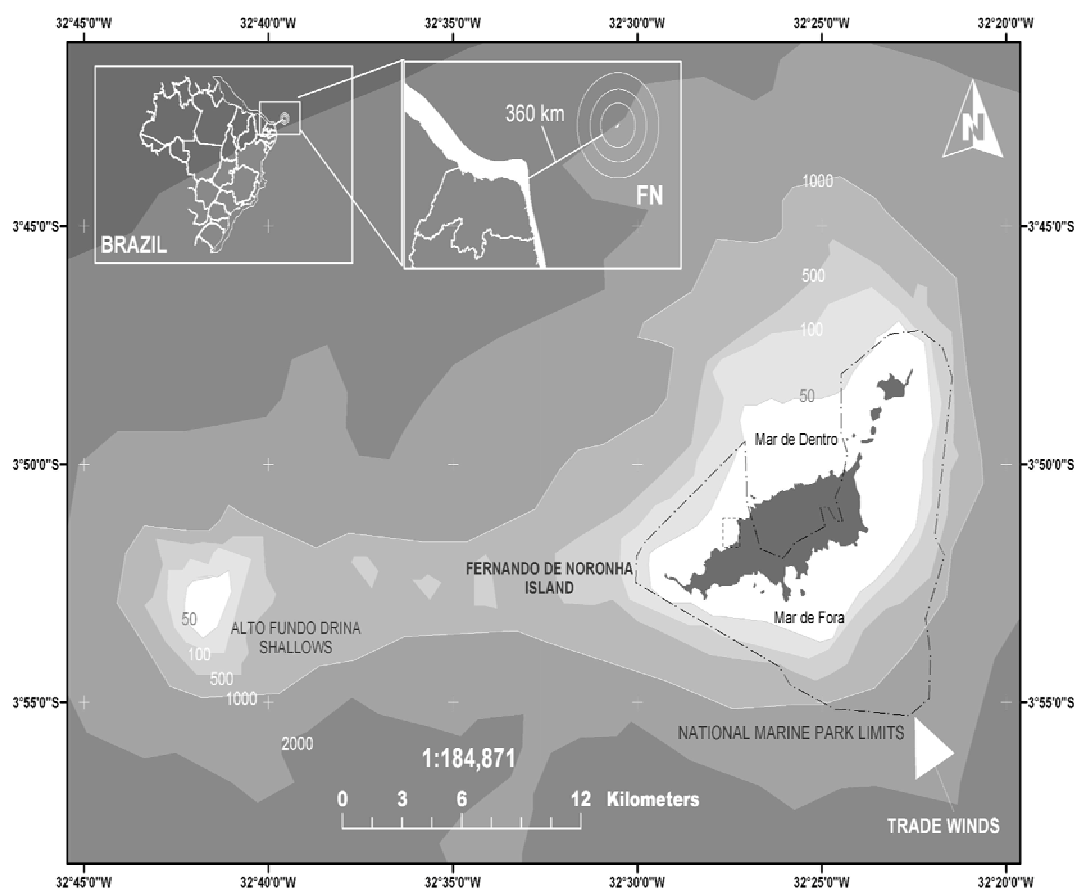 32°45'0"W 32°40'0"W 32°35'0"W 32°30'0"W 32°25'0"W 32°20'0"W
360 km
N
FN
BRAZIL
1000
3°45'0"S 3°45'0"S
500
100
50
Mar de Dentro
3°50'0"S 3°50'0"S
FERNANDO DE NORONHA
ISLAND
Mar de Fora
50
ALTO FUNDO DRINA
SHALLOWS
100
500
1000
3°55'0"S 3°55'0"S
NATIONAL MARINE PARK LIMITS
2000
1:184,871
0 3 6 12 Kilometers
TRADE WINDS
32°45'0"W 32°40'0"W 32°35'0"W 32°30'0"W 32°25'0"W 32°20'0"W